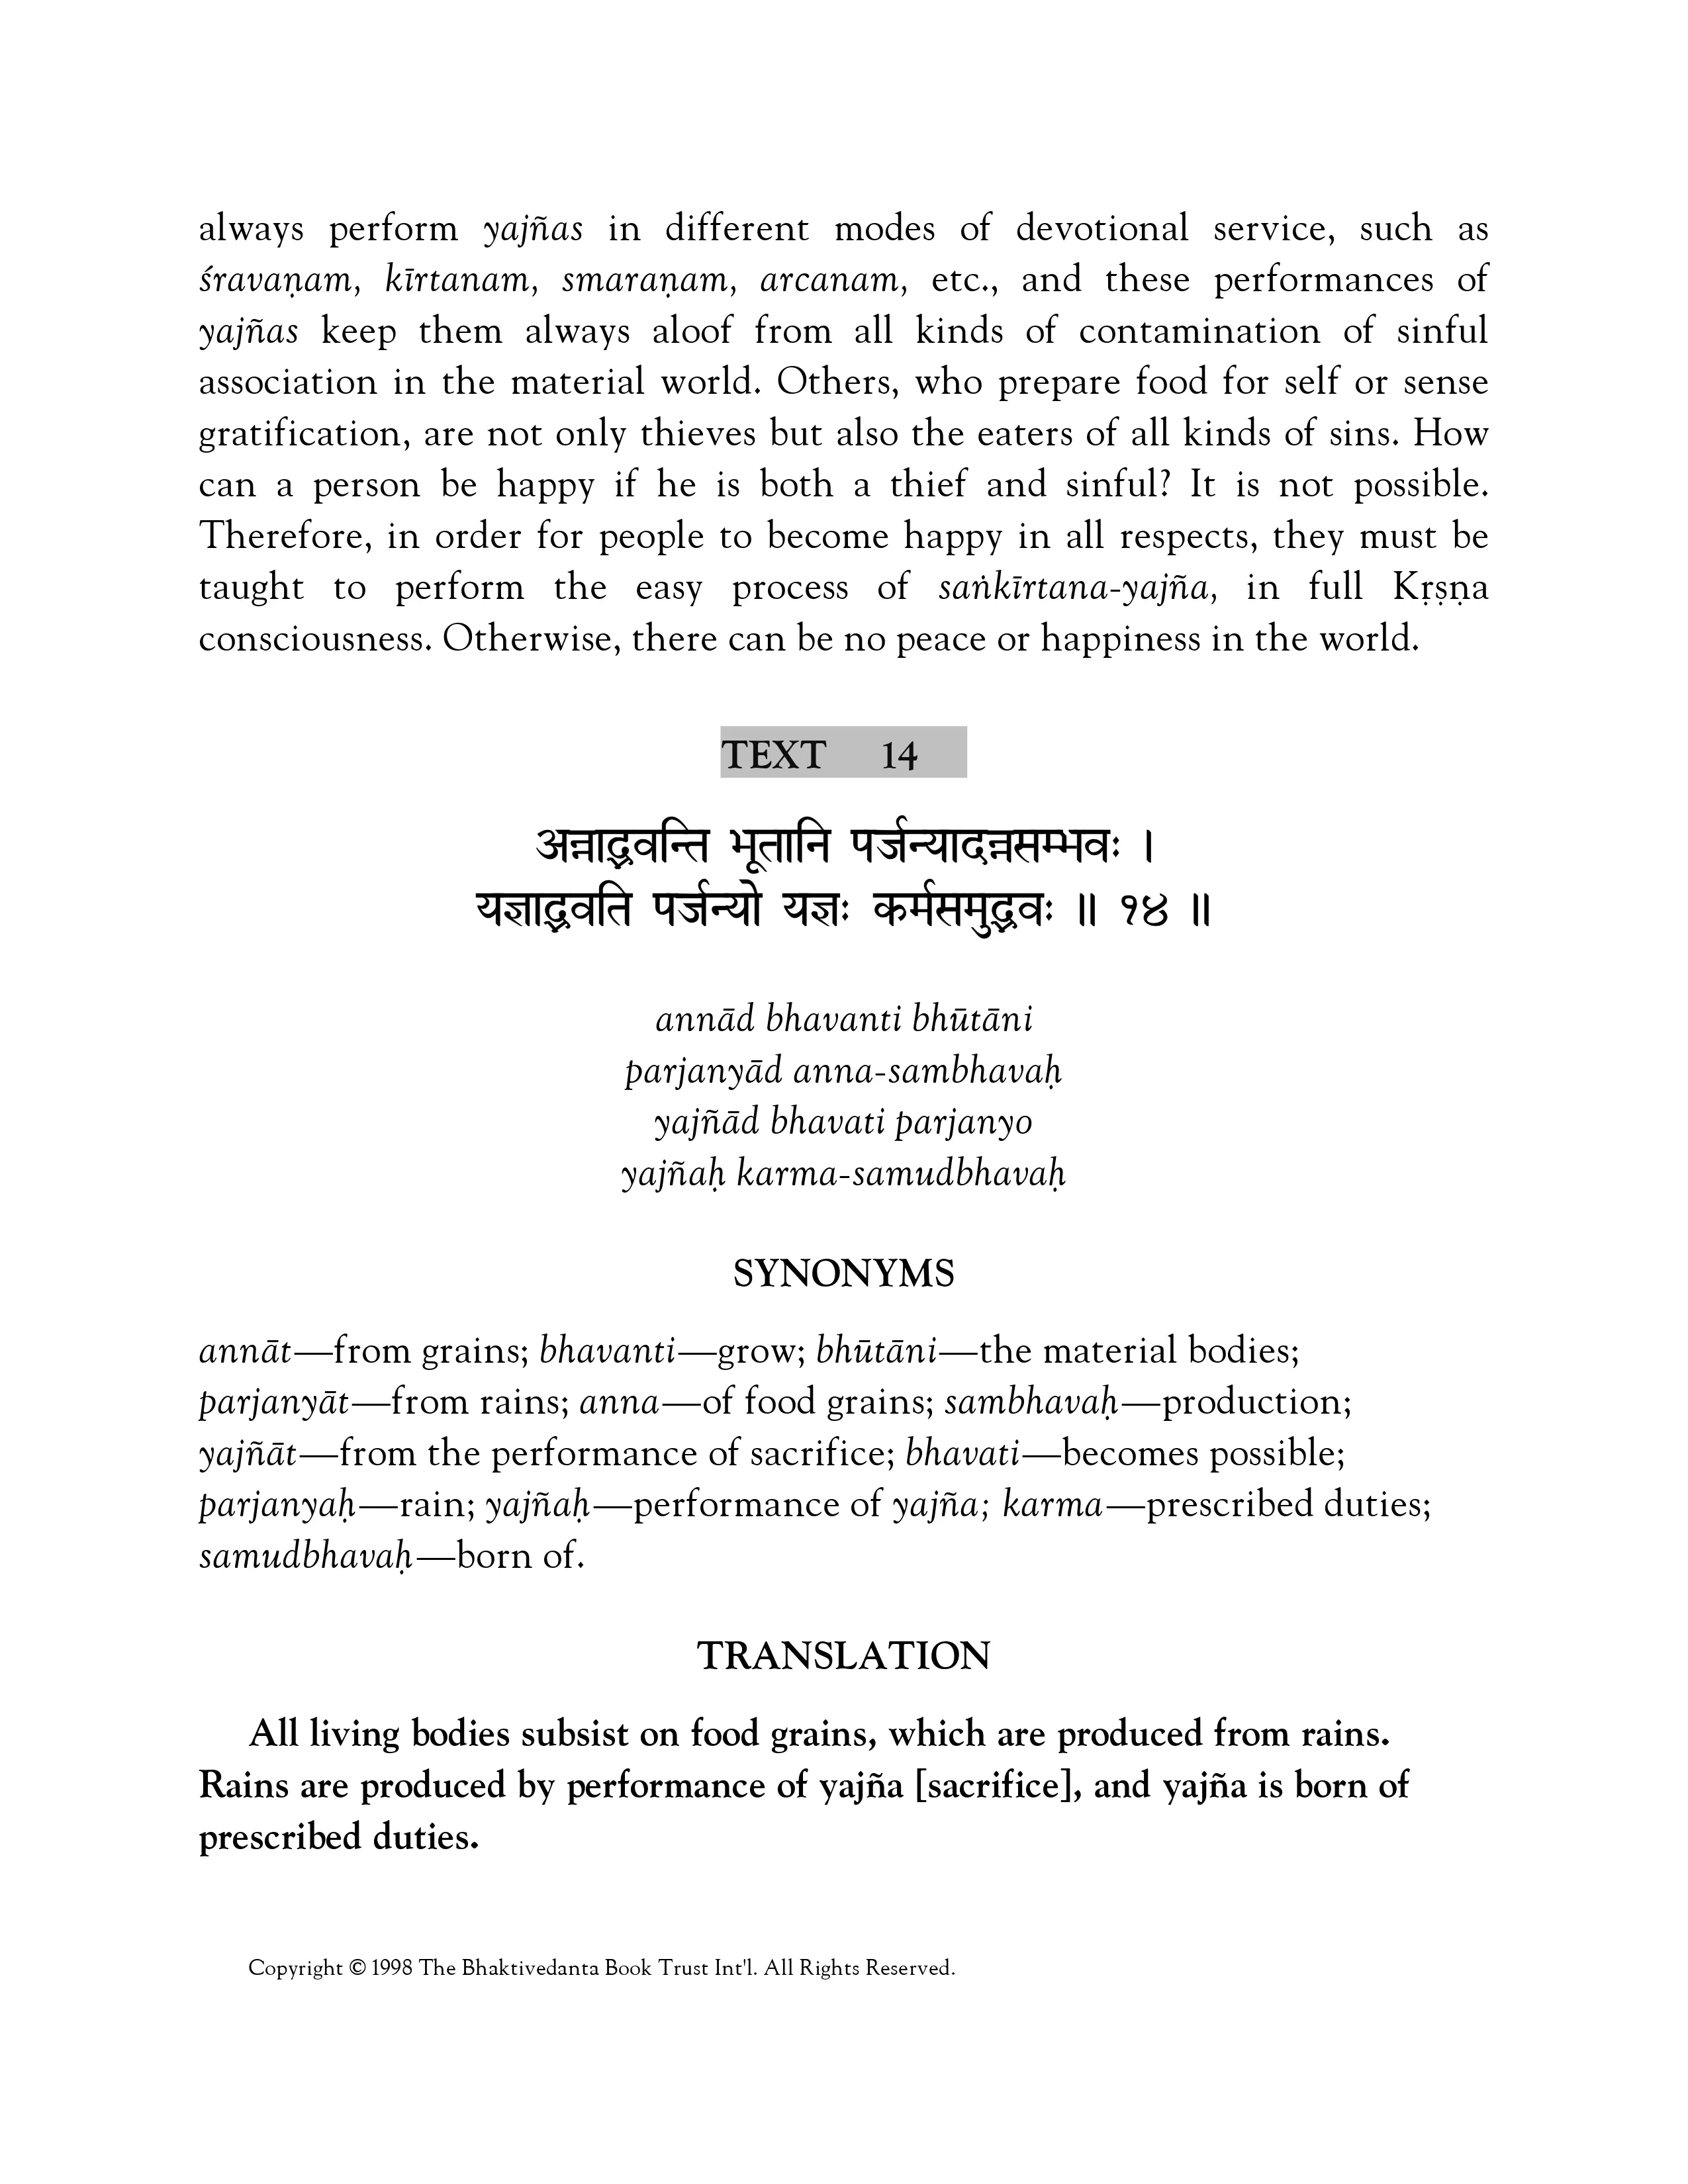 always perform yajñas in different modes of devotional service, such as
śravaṇam, kīrtanam, smaraṇam, arcanam, etc., and these performances of
yajñas keep them always aloof from all kinds of contamination of sinful
association in the material world. Others, who prepare food for self or sense
gratification, are not only thieves but also the eaters of all kinds of sins. How
can a person be happy if he is both a thief and sinful? It is not possible.
Therefore, in order for people to become happy in all respects, they must be
taught to perform the easy process of saṅkīrtana-yajña, in full Kṛṣṇa
consciousness. Otherwise, there can be no peace or happiness in the world.
TEXT 14
अन्नाद्भवन्ति भूतानि पर्जन्यादन्नसम्भवः ।
यज्ञाद्भवति पर्जन्यो यज्ञः कर्मसमुद्भवः ॥ १४ ॥
annād bhavanti bhūtāni
parjanyād anna-sambhavaḥ
yajñād bhavati parjanyo
yajñaḥ karma-samudbhavaḥ
SYNONYMS
annāt—from grains; bhavanti—grow; bhūtāni—the material bodies;
parjanyāt—from rains; anna—of food grains; sambhavaḥ—production;
yajñāt—from the performance of sacrifice; bhavati—becomes possible;
parjanyaḥ—rain; yajñaḥ—performance of yajña; karma—prescribed duties;
samudbhavaḥ—born of.
TRANSLATION
All living bodies subsist on food grains, which are produced from rains.
Rains are produced by performance of yajña [sacrifice], and yajña is born of
prescribed duties.
Copyright © 1998 The Bhaktivedanta Book Trust Int'l. All Rights Reserved.